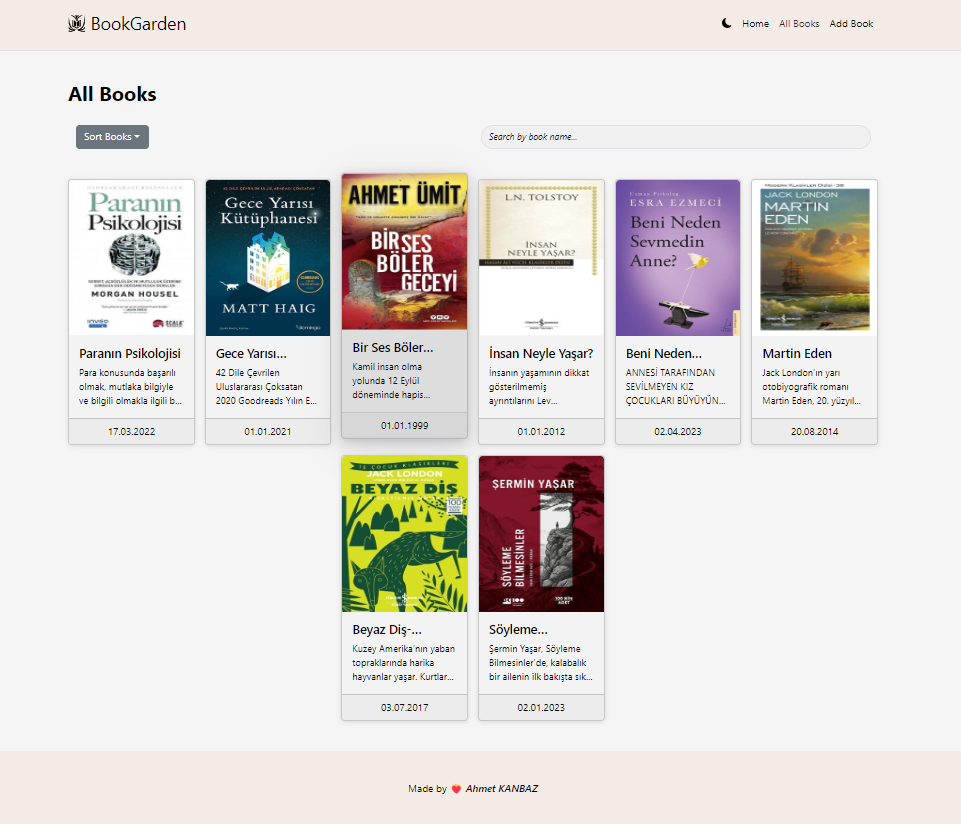 BookGarden
Home All Books Add Book
All Books
Sort Books
Search by book name...
Paranın
Psikolojisi
MORGAN HOUSEL
SCALA
Paranın Psikolojisi
Para konusunda başarılı
olmak, mutlaka bilgiyle
ve bilgili olmakla ilgili b...
17.03.2022
Gece Yarısı
Kütüphanesi
MATT HAIG
domingo
Gece Yarısı...
42 Dile Çevrilen
Uluslararası Çoksatan
2020 Goodreads Yılın E...
01.01.2021
AHMET ÜMİT
BİR SES
BÖLER
GECEYİ
Bir Ses Böler...
Kamil insan olma
yolunda 12 Eylül
döneminde hapis...
01.01.1999
L.N. TOLSTOY
İNSAN
NEYLE YAŞAR?
İnsan Neyle Yaşar?
İnsanın yaşamının dikkat
gösterilmemiş
ayrıntılarını Lev...
01.01.2012
Uzman Psikolog
ESRA EZMECİ
Beni Neden
Sevmedin
Anne?
Beni Neden...
ANNESİ TARAFINDAN
SEVİLMEYEN KIZ
ÇOCUKLARI BÜYÜYÜN...
02.04.2023
JACK LONDON
MARTIN
EDEN
Martin Eden
Jack London'ın yarı
otobiyografik romanı
Martin Eden, 20. yüzyıl...
20.08.2014
JACK LONDON
BEYAZ DİŞ
Beyaz Diş-...
Kuzey Amerika'nın yaban
topraklarında harika
hayvanlar yaşar. Kurtlar...
03.07.2017
ŞERMİN YAŞAR
SÖYLEME
BİLMESİNLER
Söyleme...
Şermin Yaşar, Söyleme
Bilmesinler'de, kalabalık
bir ailenin ilk bakışta sık...
02.01.2023
Made by Ahmet KANBAZ